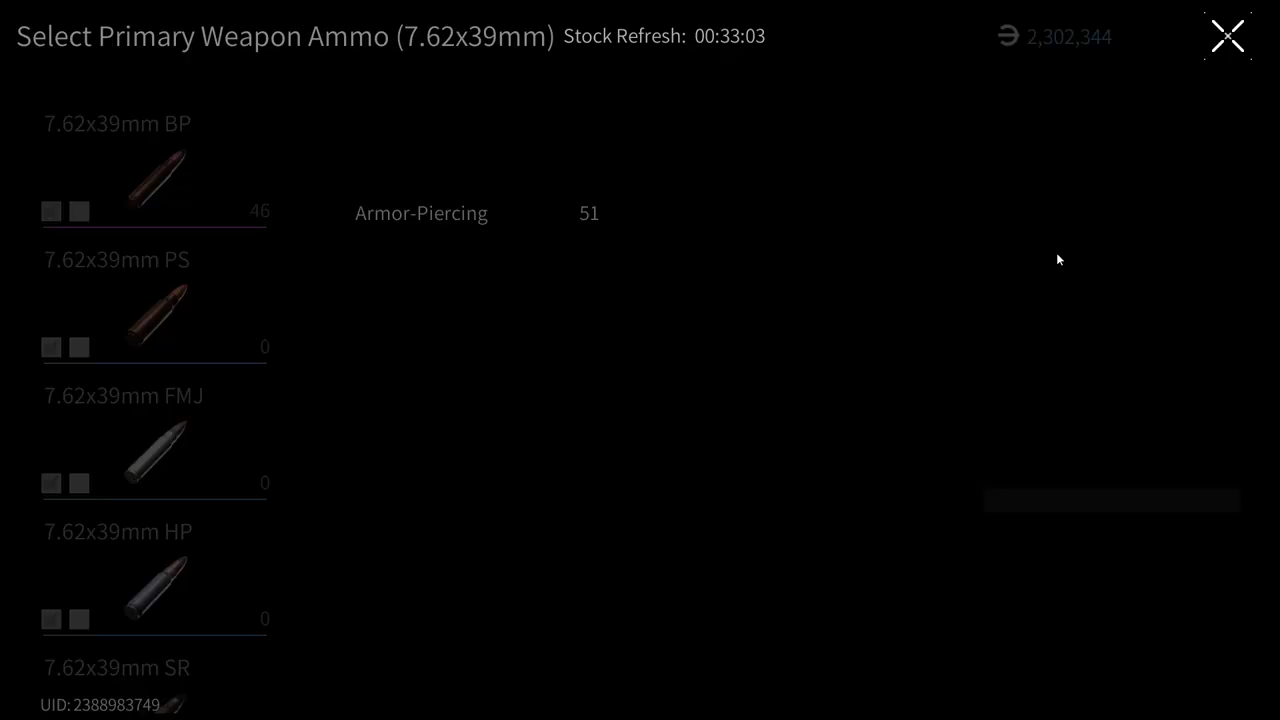 Select Primary Weapon Ammo (7.62x39mm) Stock Refresh: 00:33:03 2,302,344
7.62x39mm BP
46
Armor-Piercing 51
7.62x39mm PS
0
7.62x39mm FMJ
0
7.62x39mm HP
0
7.62x39mm SR
UID: 2388983749